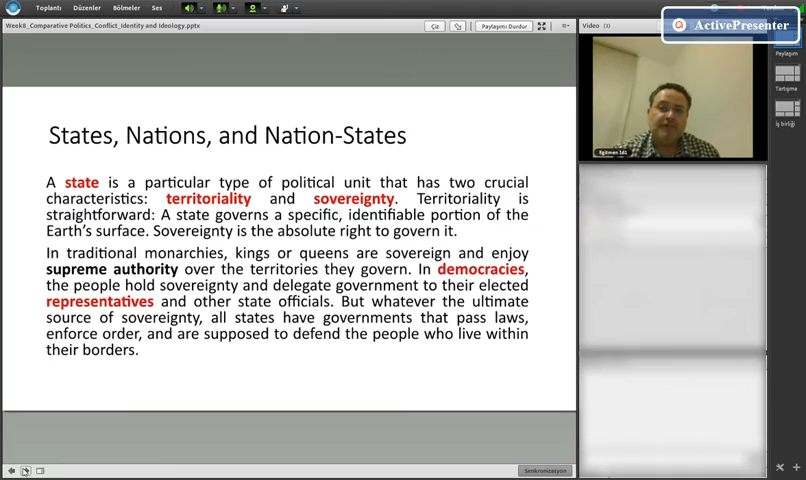 Toplantı Düzenler Bölmeler Ses
ActivePresenter
Week8_Comparative Politics_Conflict_Identity and Ideology.pptx
Çiz
Paylaşımı Durdur
Video (3)
Paylaşım
Tartışma
İş birliği
Eğitmen 161
States, Nations, and Nation-States
A state is a particular type of political unit that has two crucial
characteristics: territoriality and sovereignty. Territoriality is
straightforward: A state governs a specific, identifiable portion of the
Earth's surface. Sovereignty is the absolute right to govern it.
In traditional monarchies, kings or queens are sovereign and enjoy
supreme authority over the territories they govern. In democracies,
the people hold sovereignty and delegate government to their elected
representatives and other state officials. But whatever the ultimate
source of sovereignty, all states have governments that pass laws,
enforce order, and are supposed to defend the people who live within
their borders.
Senkronizasyon